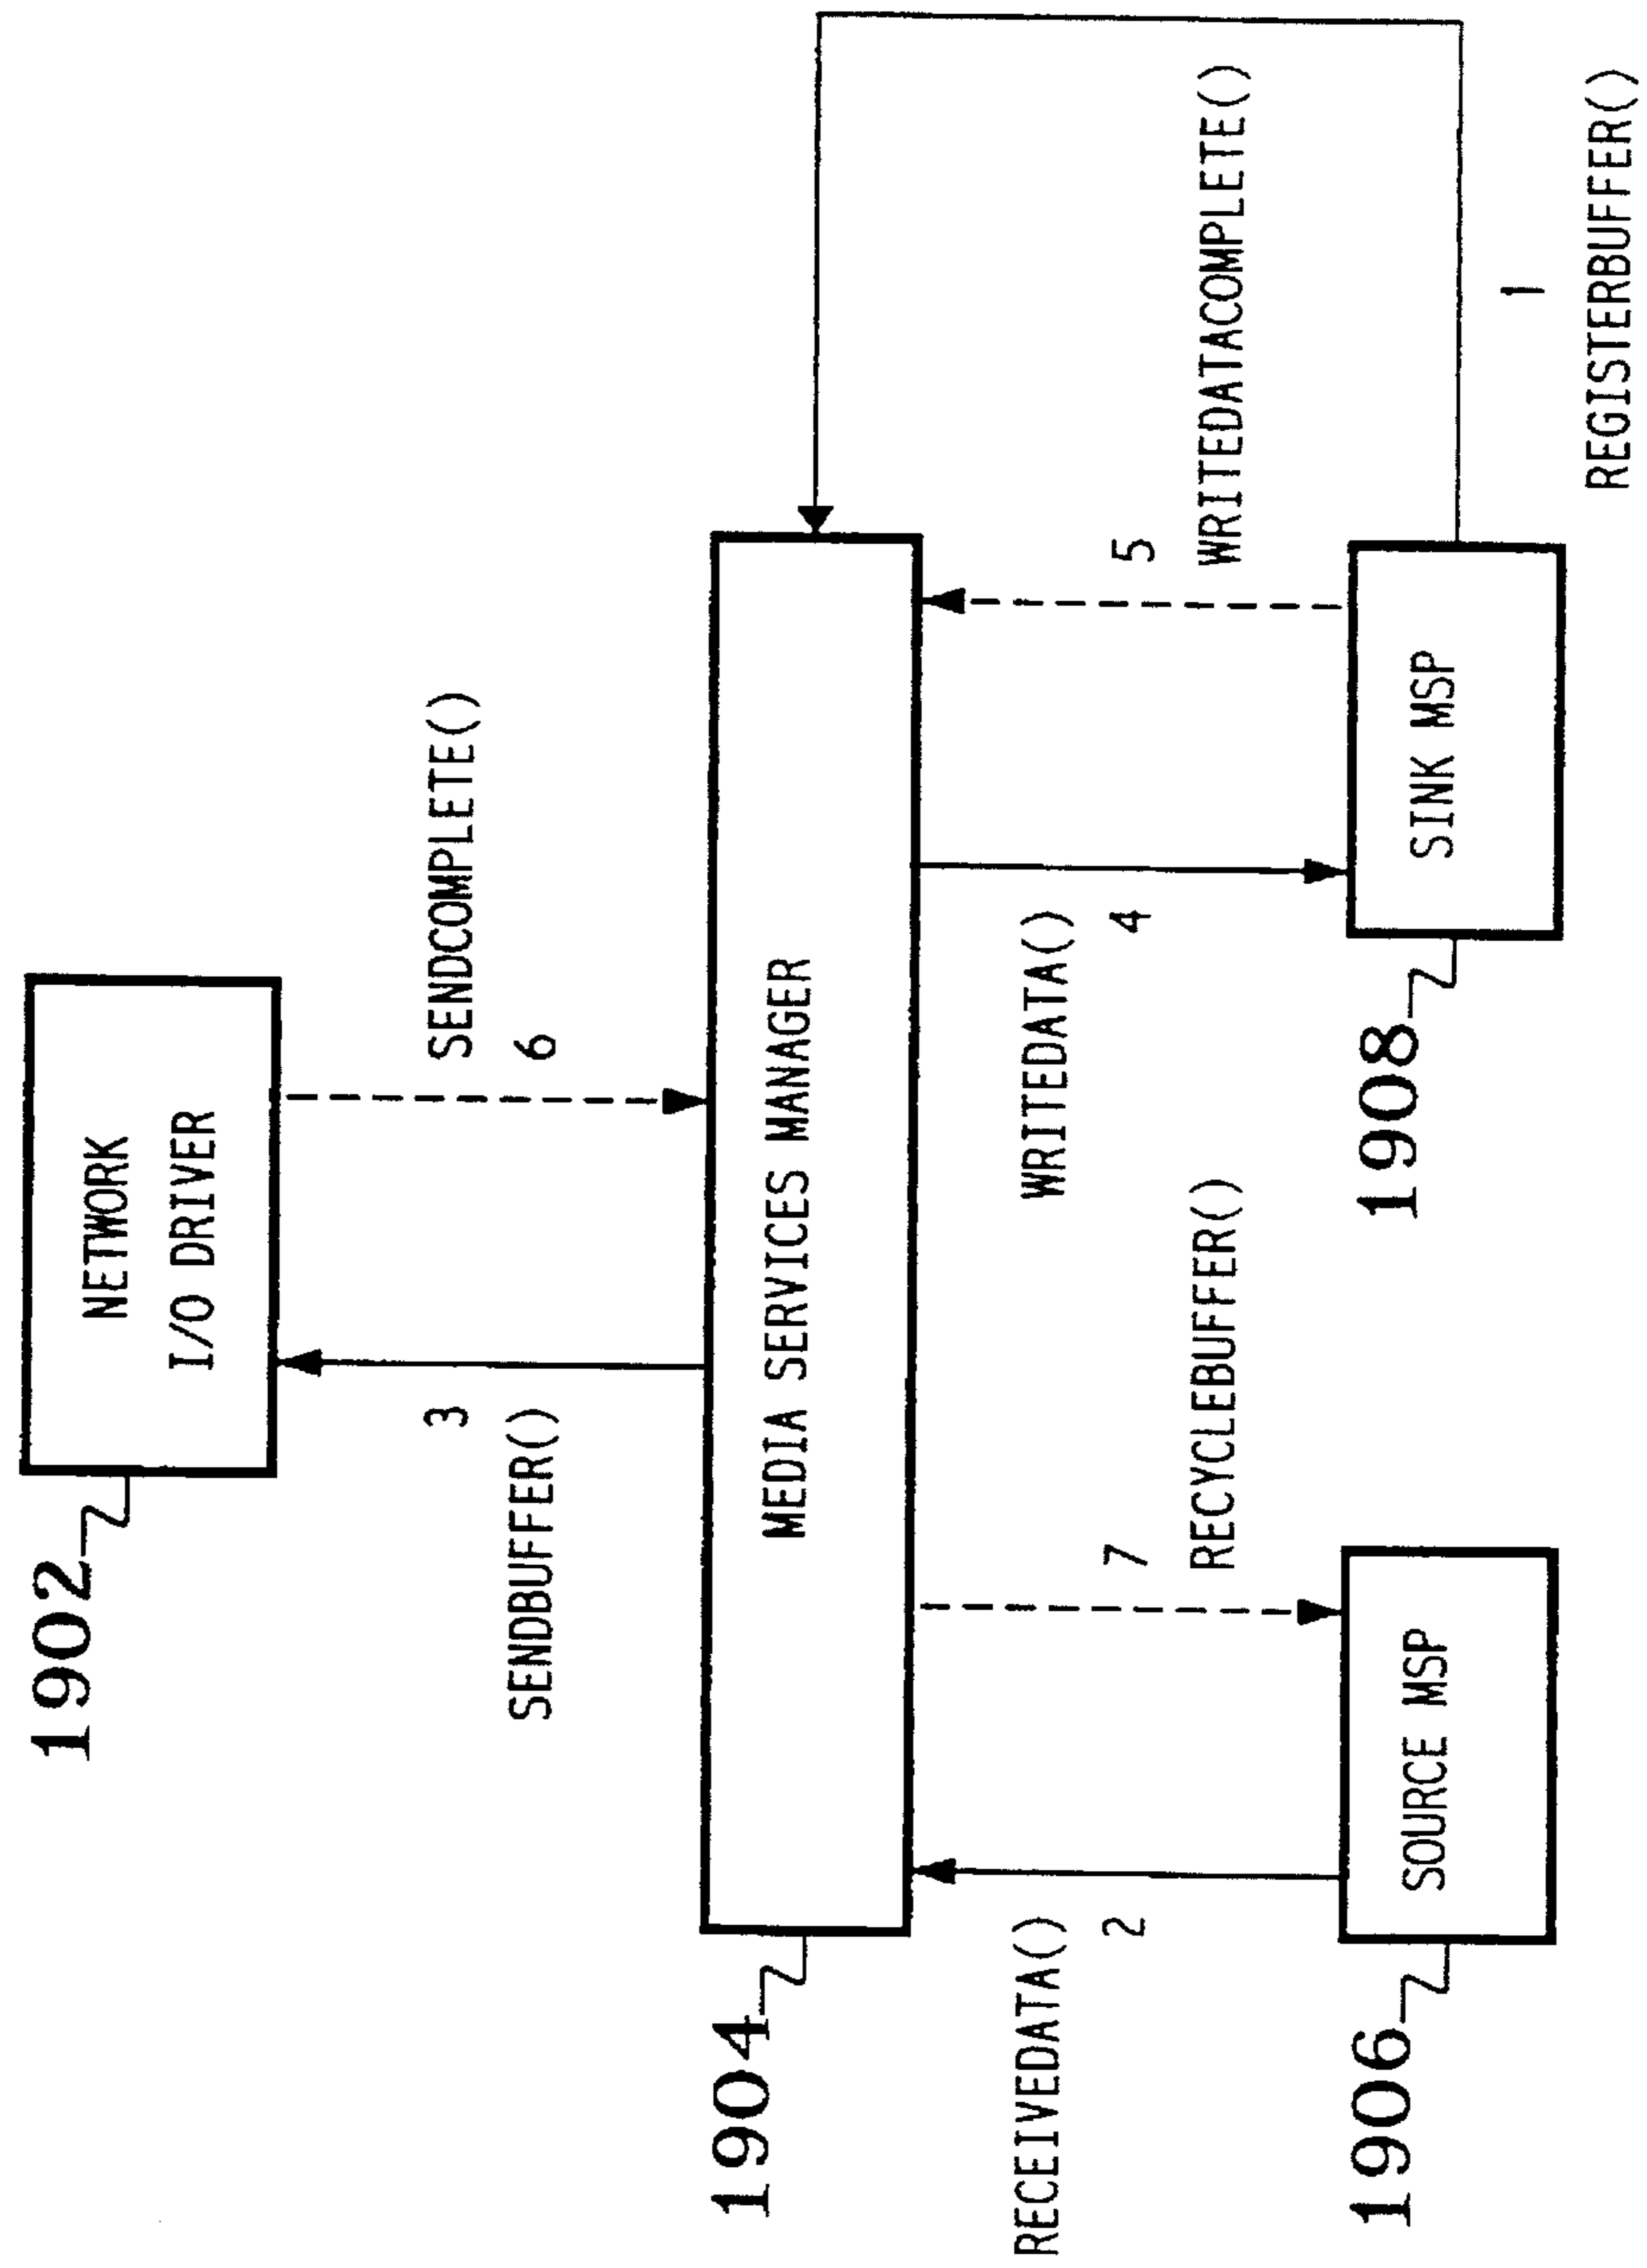 1902
NETWORK
I/O DRIVER
3
SENDBUFFER()
SENDCOMPLETE()
6
1904
MEDIA SERVICES MANAGER
RECEIVEDATA()
2
7
RECYCLEBUFFER()
WRITEDATA()
4
5
WRITEDATACOMPLETE()
1906
SOURCE MSP
1908
SINK MSP
1
REGISTERBUFFER()